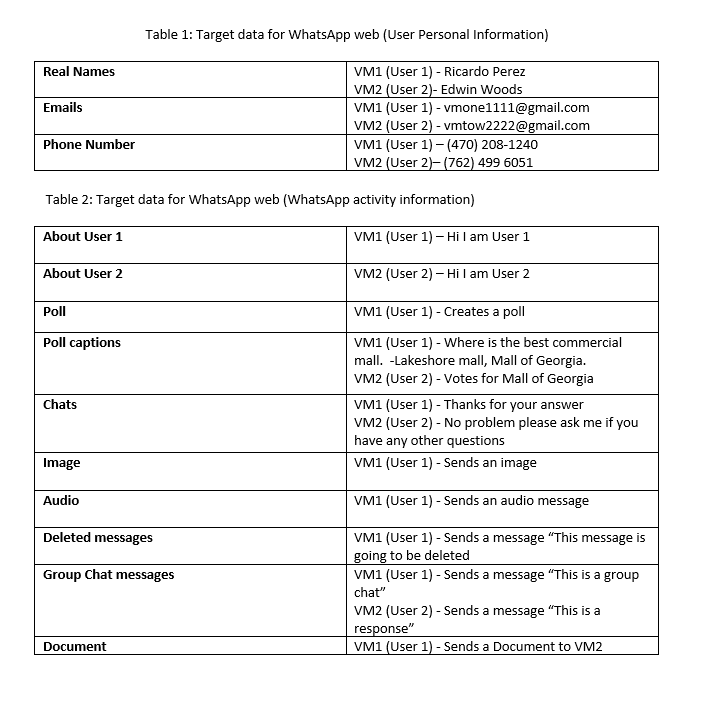 Table 1: Target data for WhatsApp web (User Personal Information)
Real Names
VM1 (User 1) - Ricardo Perez
VM2 (User 2)- Edwin Woods
Emails
VM1 (User 1) - vmone1111@gmail.com
VM2 (User 2) - vmtow2222@gmail.com
Phone Number
VM1 (User 1) – (470) 208-1240
VM2 (User 2)– (762) 499 6051
Table 2: Target data for WhatsApp web (WhatsApp activity information)
About User 1
VM1 (User 1) – Hi I am User 1
About User 2
VM2 (User 2) – Hi I am User 2
Poll
VM1 (User 1) - Creates a poll
Poll captions
VM1 (User 1) - Where is the best commercial
mall.  -Lakeshore mall, Mall of Georgia.
VM2 (User 2) - Votes for Mall of Georgia
Chats
VM1 (User 1) - Thanks for your answer
VM2 (User 2) - No problem please ask me if you
have any other questions
Image
VM1 (User 1) - Sends an image
Audio
VM1 (User 1) - Sends an audio message
Deleted messages
VM1 (User 1) - Sends a message “This message is
going to be deleted
Group Chat messages
VM1 (User 1) - Sends a message “This is a group
chat”
VM2 (User 2) - Sends a message “This is a
response”
Document
VM1 (User 1) - Sends a Document to VM2